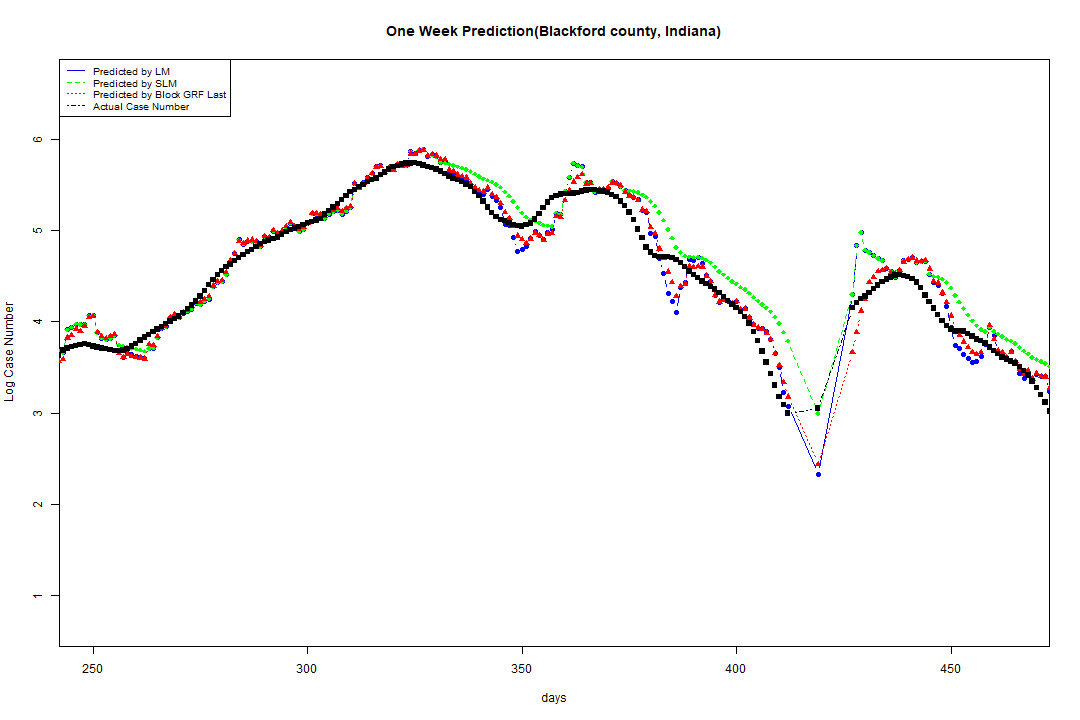 One Week Prediction(Blackford county, Indiana)
Predicted by LM
Predicted by SLM
Predicted by Block GRF Last
Actual Case Number
Log Case Number
6
5
4
3
2
1
250 300 350 400 450
days